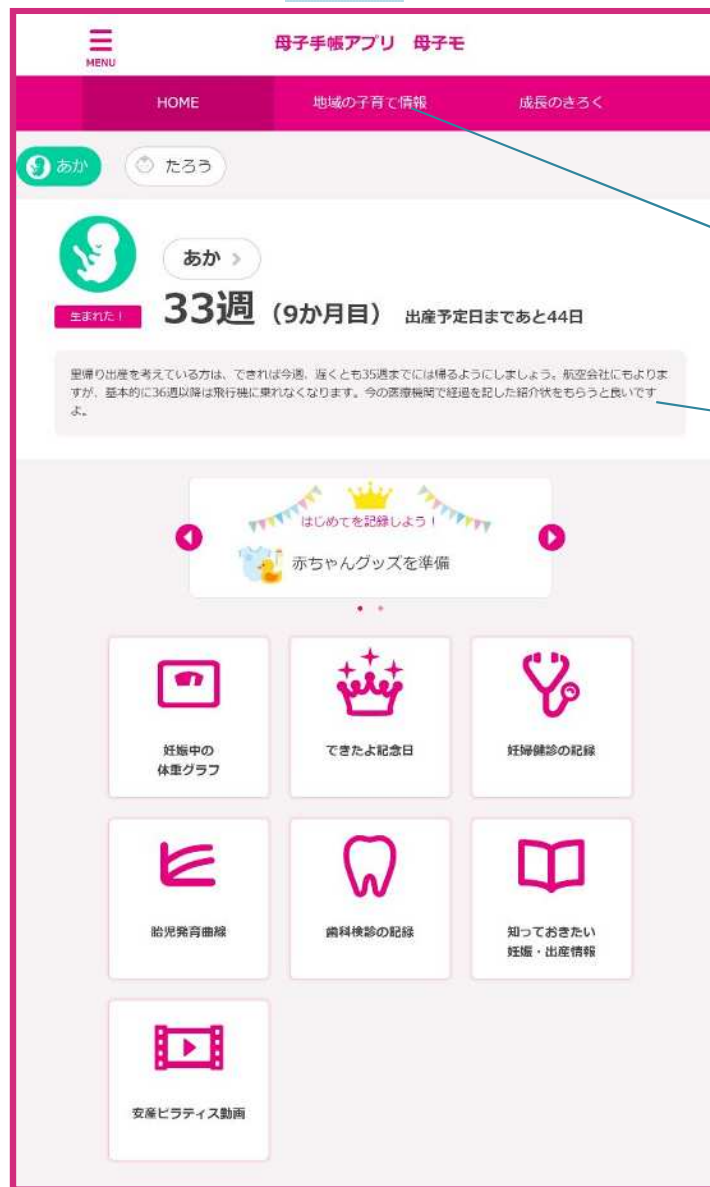 母子手帳アプリ 母子モ
MENU
HOME 地域の子育て情報 成長のきろく
あか たろう
あか
生まれた！ 33週（9か月目） 出産予定日まであと44日
里帰り出産を考えている方は、できれば今週、遅くとも35週までには帰るようにしましょう。航空会社にもよりま
すが、基本的に36週以降は飛行機に乗れなくなります。今の医療機関で経過を記した紹介状をもらうと良いです
よ。
はじめてを記録しよう！
赤ちゃんグッズを準備
妊娠中の
体重グラフ
できたよ記念日
妊婦健診の記録
胎児発育曲線
歯科検診の記録
知っておきたい
妊娠・出産情報
安産ピラティス動画